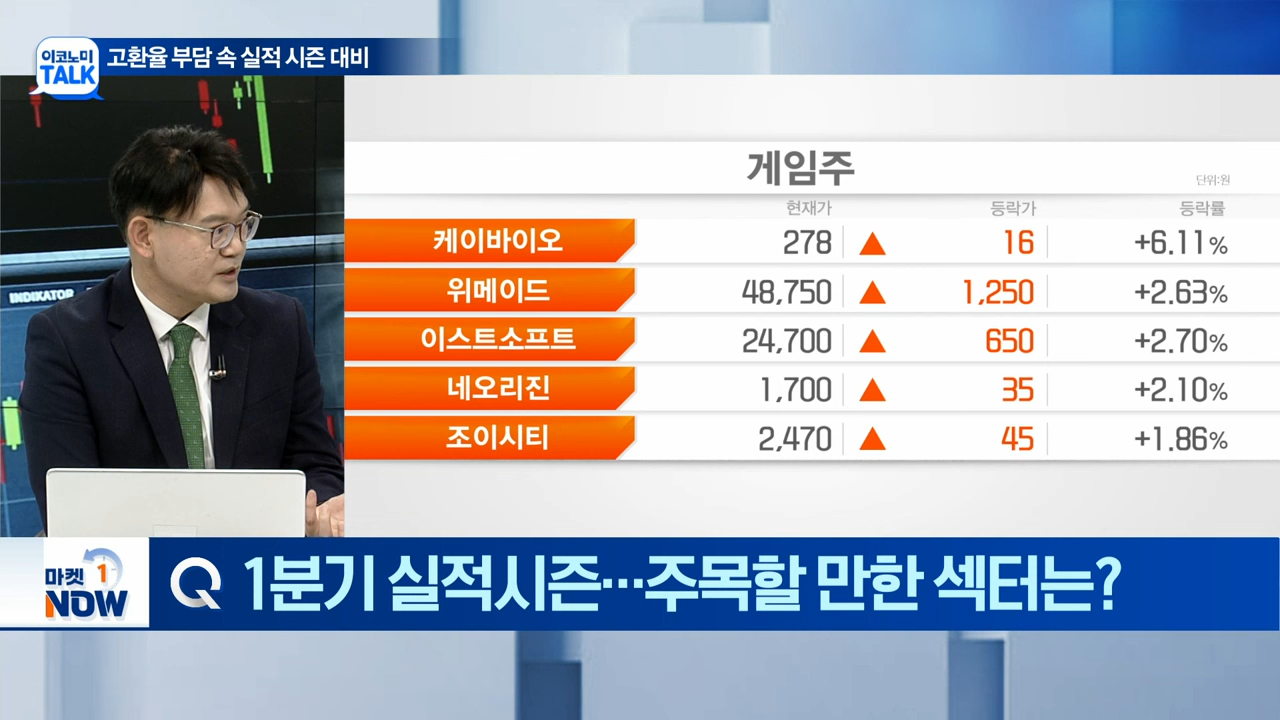 이코노미
TALK
고환율 부담 속 실적 시즌 대비
INDIKATOR
게임주
단위:원
현재가 등락가 등락률
케이바이오 278 ▲ 16 +6.11%
위메이드 48,750 ▲ 1,250 +2.63%
이스트소프트 24,700 ▲ 650 +2.70%
네오리진 1,700 ▲ 35 +2.10%
조이시티 2,470 ▲ 45 +1.86%
마켓 1
NOW
Q 1분기 실적시즌…주목할 만한 섹터는?